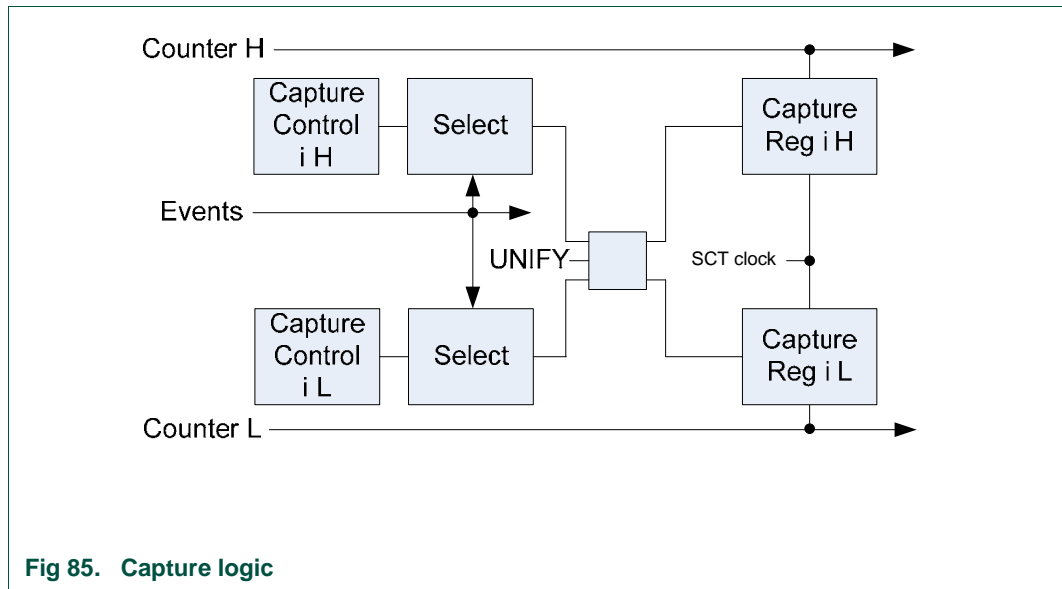 Counter H
Capture
Control
i H
Select
Capture
Reg i H
Events
UNIFY
SCT clock
Capture
Control
i L
Select
Capture
Reg i L
Counter L
Fig 85. Capture logic